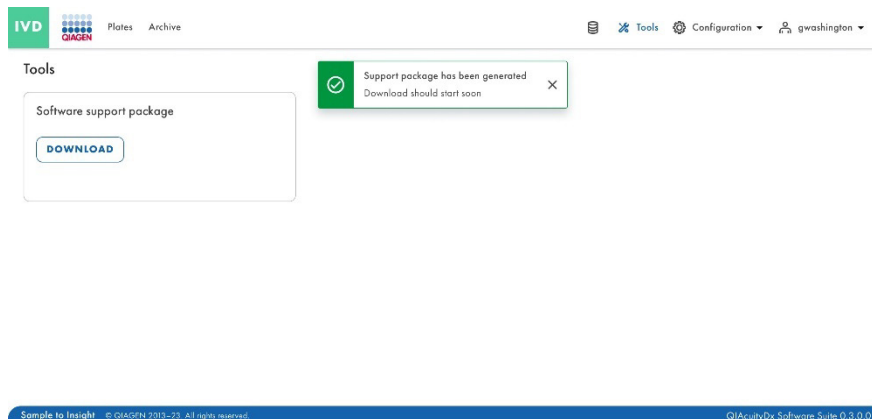 IVD
QIAGEN
Plates Archive
Tools Configuration gwashington
Tools
Support package has been generated
Download should start soon
Software support package
DOWNLOAD
Sample to Insight © QIAGEN 2013–23. All rights reserved. QIAcuityDx Software Suite 0.3.0.0